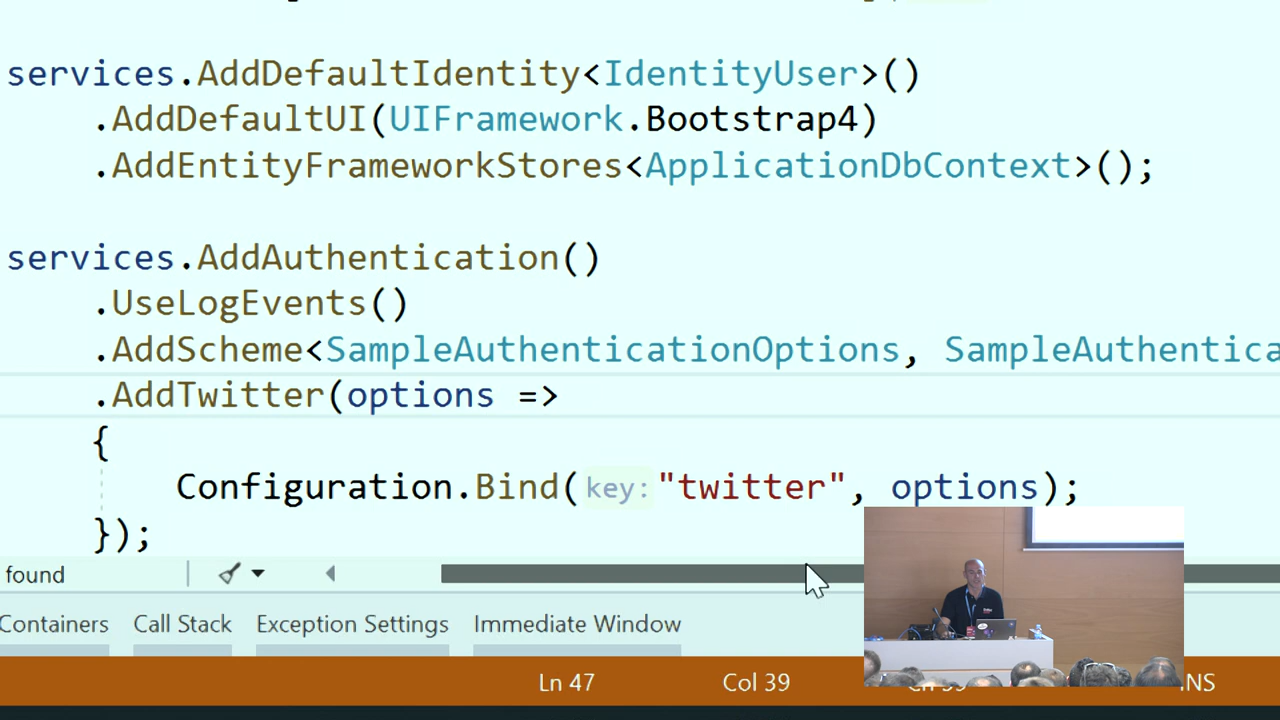 services.AddDefaultIdentity<IdentityUser>()
.AddDefaultUI(UIFramework.Bootstrap4)
.AddEntityFrameworkStores<ApplicationDbContext>();
services.AddAuthentication()
.UseLogEvents()
.AddScheme<SampleAuthenticationOptions, SampleAuthentica
.AddTwitter(options =>
{
Configuration.Bind(key: "twitter", options);
});
found
Containers Call Stack Exception Settings Immediate Window
Ln 47 Col 39 INS